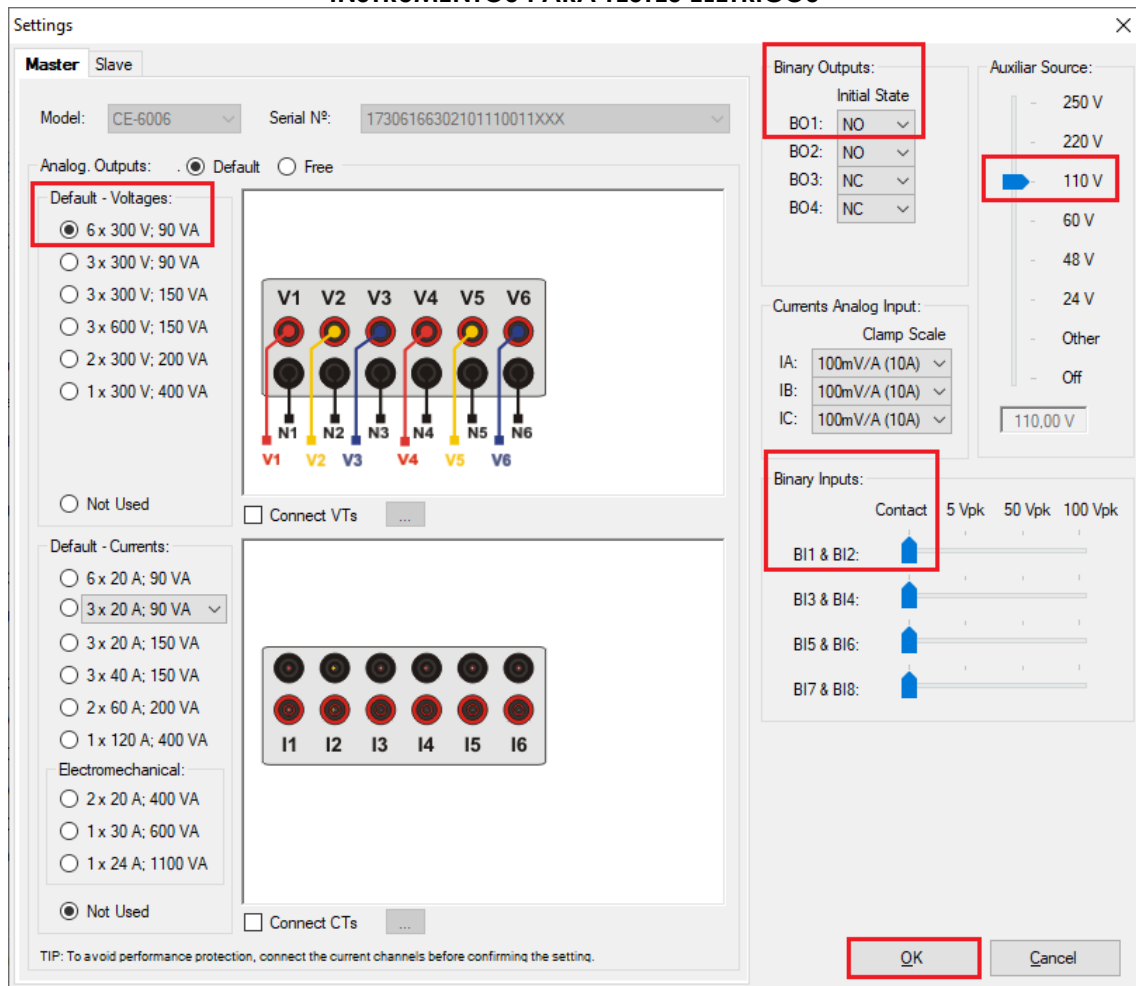 INSTRUMENTOS PARA TESTES ELÉTRICOS
Settings
Master Slave
Model: CE-6006 Serial Nº: 17306166302101110011XXX
Analog. Outputs: . Default Free
Default - Voltages:
6 x 300 V; 90 VA
3 x 300 V; 90 VA
3 x 300 V; 150 VA
3 x 600 V; 150 VA
2 x 300 V; 200 VA
1 x 300 V; 400 VA
Not Used
V1 V2 V3 V4 V5 V6
N1 N2 N3 N4 N5 N6
V1 V2 V3 V4 V5 V6
Connect VTs ...
Default - Currents:
6 x 20 A; 90 VA
3 x 20 A; 90 VA
3 x 20 A; 150 VA
3 x 40 A; 150 VA
2 x 60 A; 200 VA
1 x 120 A; 400 VA
Electromechanical:
2 x 20 A; 400 VA
1 x 30 A; 600 VA
1 x 24 A; 1100 VA
Not Used
I1 I2 I3 I4 I5 I6
Connect CTs ...
TIP: To avoid performance protection, connect the current channels before confirming the setting.
Binary Outputs:
Initial State
BO1: NO
BO2: NO
BO3: NC
BO4: NC
Auxiliar Source:
250 V
220 V
110 V
60 V
48 V
24 V
Other
Off
110,00 V
Currents Analog Input:
Clamp Scale
IA: 100mV/A (10A)
IB: 100mV/A (10A)
IC: 100mV/A (10A)
Binary Inputs:
Contact 5 Vpk 50 Vpk 100 Vpk
BI1 & BI2:
BI3 & BI4:
BI5 & BI6:
BI7 & BI8:
OK Cancel